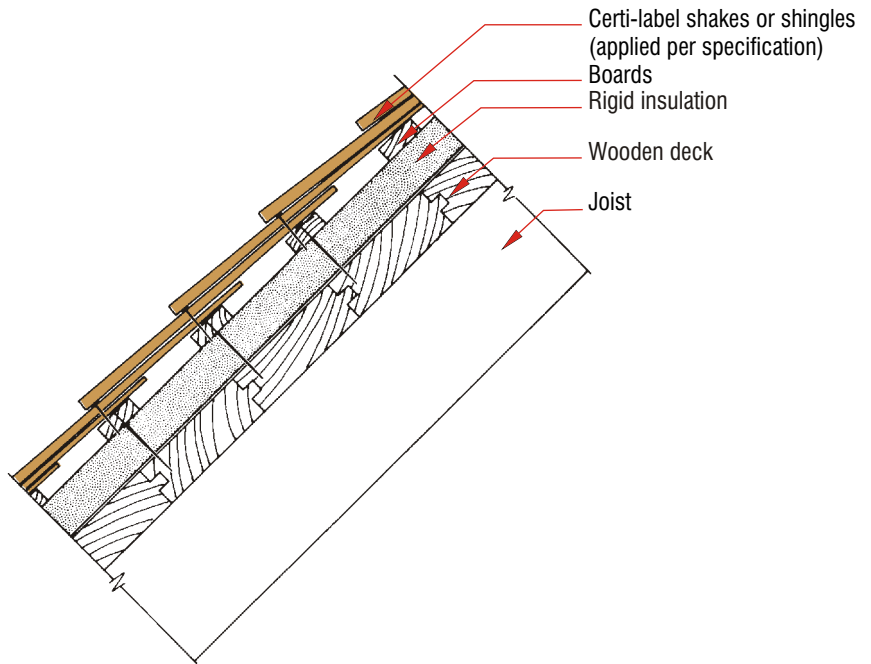 Certi-label shakes or shingles
(applied per specification)
Boards
Rigid insulation
Wooden deck
Joist